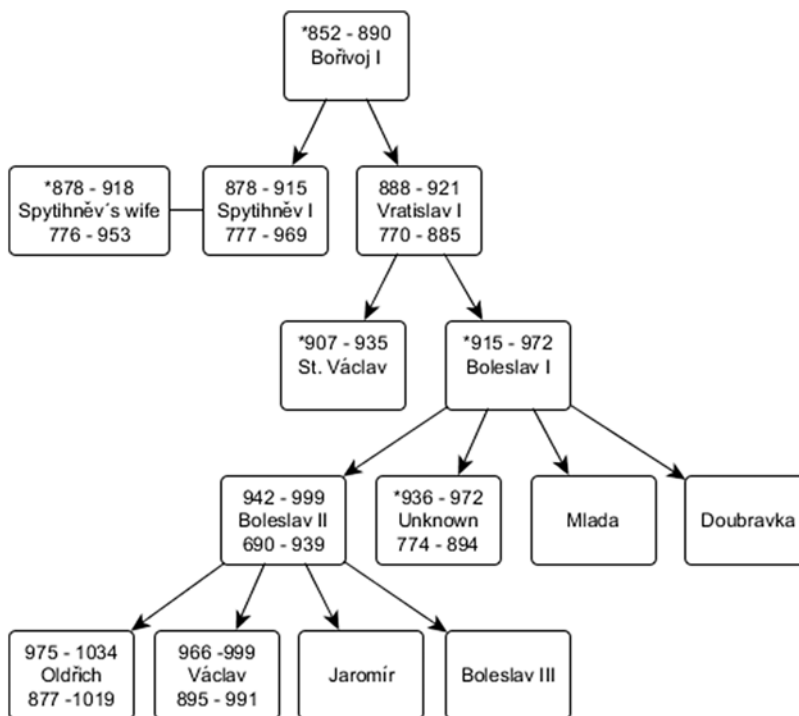 *852 - 890
Bořivoj I
*878 - 918
Spytihněv´s wife
776 - 953
878 - 915
Spytihněv I
777 - 969
888 - 921
Vratislav I
770 - 885
*907 - 935
St. Václav
*915 - 972
Boleslav I
942 - 999
Boleslav II
690 - 939
*936 - 972
Unknown
774 - 894
Mlada
Doubravka
975 - 1034
Oldřich
877 -1019
966 -999
Václav
895 - 991
Jaromír
Boleslav III